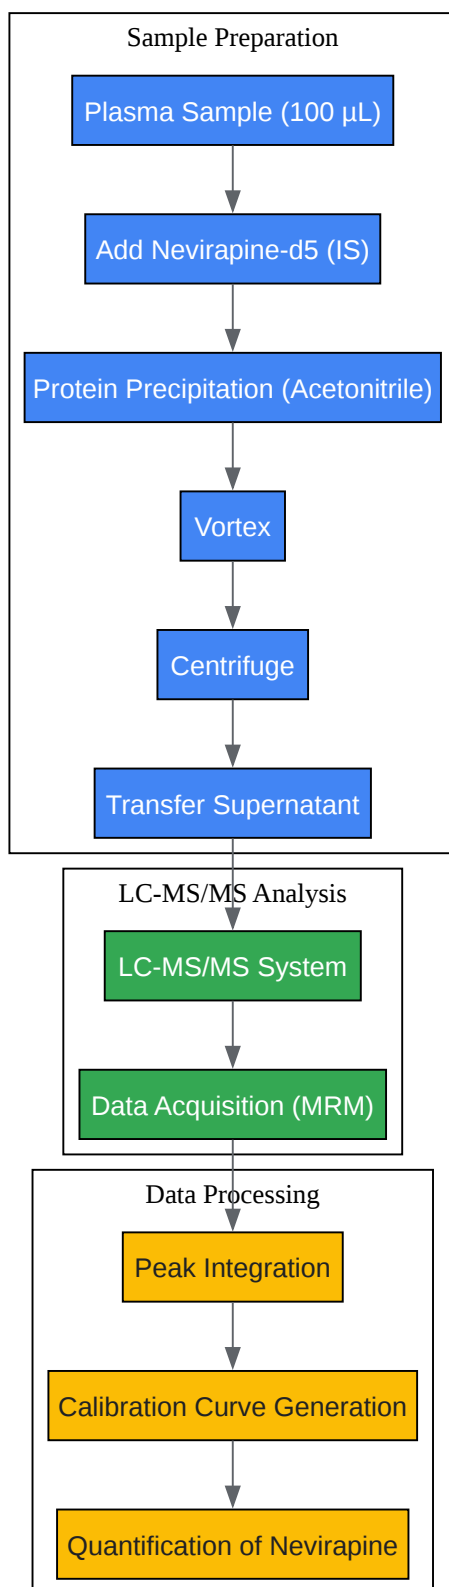 Sample Preparation
Plasma Sample (100 µL)
Add Nevirapine-d5 (IS)
Protein Precipitation (Acetonitrile)
Vortex
Centrifuge
Transfer Supernatant
LC-MS/MS Analysis
LC-MS/MS System
Data Acquisition (MRM)
Data Processing
Peak Integration
Calibration Curve Generation
Quantification of Nevirapine